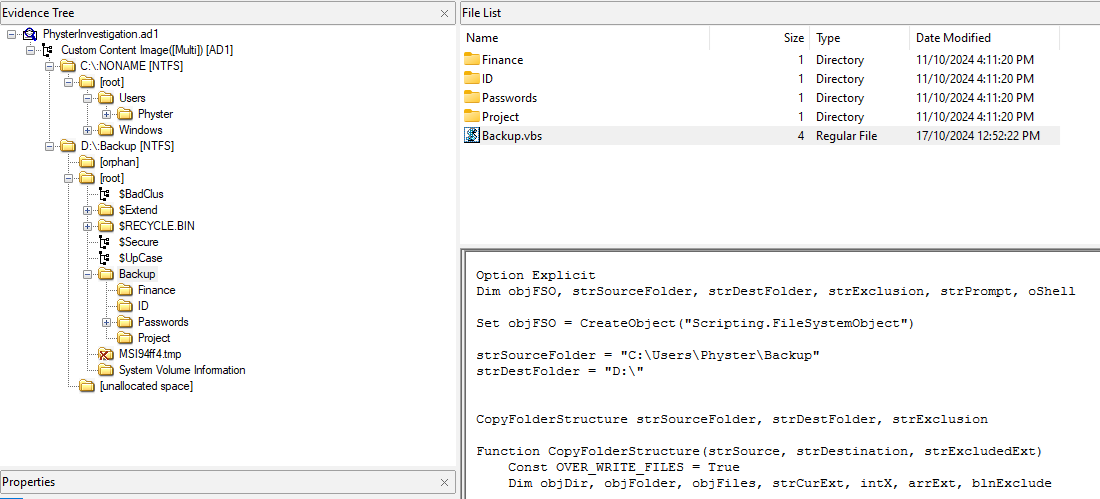 Evidence Tree
PhysterInvestigation.ad1
Custom Content Image([Multi]) [AD1]
C:\:NONAME [NTFS]
[root]
Users
Physter
Windows
D:\:Backup [NTFS]
[orphan]
[root]
$BadClus
$Extend
$RECYCLE.BIN
$Secure
$UpCase
Backup
Finance
ID
Passwords
Project
MSI94ff4.tmp
System Volume Information
[unallocated space]
Properties
File List
Name Size Type Date Modified
Finance 1 Directory 11/10/2024 4:11:20 PM
ID 1 Directory 11/10/2024 4:11:20 PM
Passwords 1 Directory 11/10/2024 4:11:20 PM
Project 1 Directory 11/10/2024 4:11:20 PM
Backup.vbs 4 Regular File 17/10/2024 12:52:22 PM
Option Explicit
Dim objFSO, strSourceFolder, strDestFolder, strExclusion, strPrompt, oShell
Set objFSO = CreateObject("Scripting.FileSystemObject")
strSourceFolder = "C:\Users\Physter\Backup"
strDestFolder = "D:\"
CopyFolderStructure strSourceFolder, strDestFolder, strExclusion
Function CopyFolderStructure(strSource, strDestination, strExcludedExt)
Const OVER_WRITE_FILES = True
Dim objDir, objFolder, objFiles, strCurExt, intX, arrExt, blnExclude